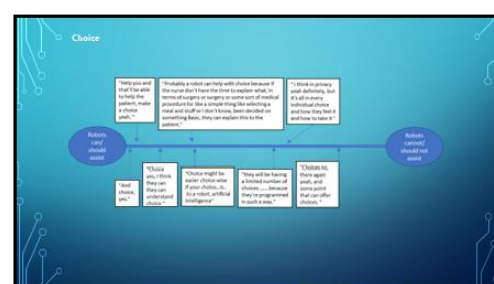 Choice
"Help you and
that'll be able
to help the
patient, make
a choice
yeah."
"Probably a robot can help with choice because if
the nurse don't have the time to explain what, in
terms of surgery or surgery or some sort of medical
procedure for like a simple thing like selecting a
meal and stuff or I don't know, been decided on
something Basic, they can explain this to the
patient."
" I think in privacy
yeah definitely, but
it's all in every
individual choice
and how they feel it
and how to take it"
Robots
can/
should
assist
Robots
cannot/
should not
assist
"And
choice,
yes."
"Choice
yes, I think
they can
they can
understand
choice "
"Choice might be
easier choice-wise
if your choice...is..
to a robot, artificial
intelligence"
"they will be having
a limited number of
choices .......because
they're programmed
in such a way."
"Choices so,
there again
yeah, and
some point
that can offer
choices. "